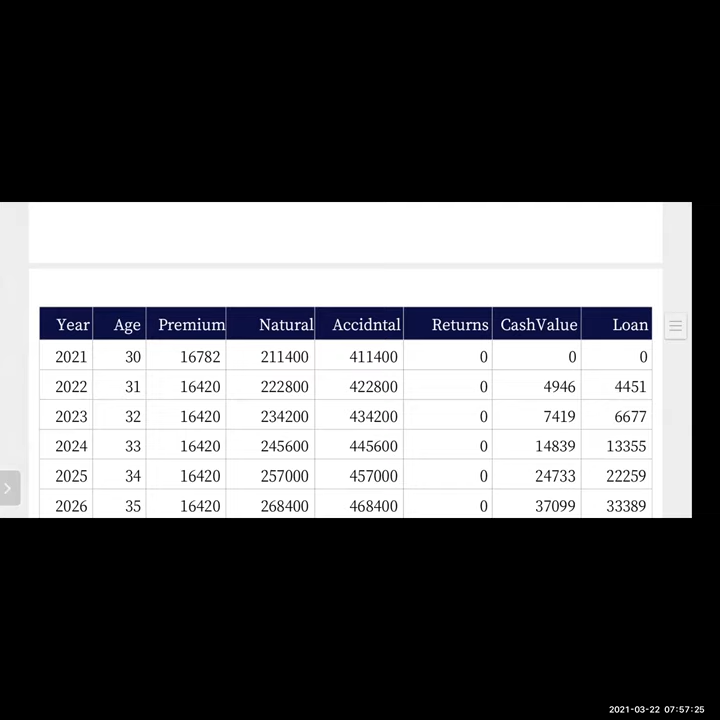 Year Age Premium Natural Accidntal Returns CashValue Loan
2021 30 16782 211400 411400 0 0 0
2022 31 16420 222800 422800 0 4946 4451
2023 32 16420 234200 434200 0 7419 6677
2024 33 16420 245600 445600 0 14839 13355
2025 34 16420 257000 457000 0 24733 22259
2026 35 16420 268400 468400 0 37099 33389
2021-03-22 07:57:25